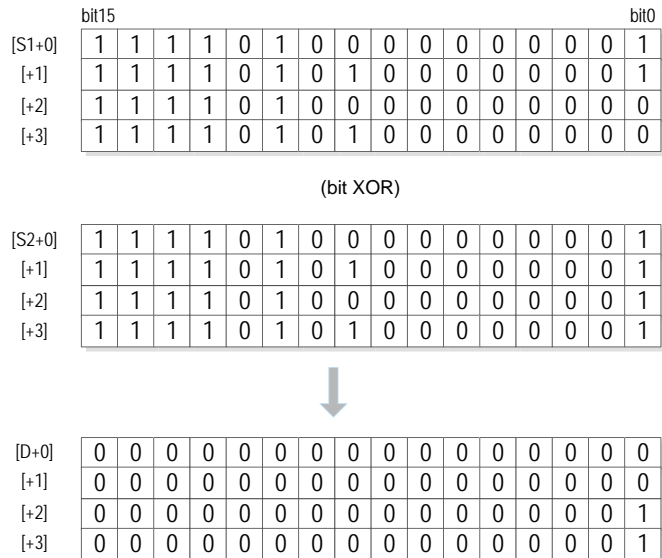 bit15 bit0
[S1+0] 1 1 1 1 0 1 0 0 0 0 0 0 0 0 0 1
[+1] 1 1 1 1 0 1 0 1 0 0 0 0 0 0 0 1
[+2] 1 1 1 1 0 1 0 0 0 0 0 0 0 0 0 0
[+3] 1 1 1 1 0 1 0 1 0 0 0 0 0 0 0 0
(bit XOR)
[S2+0] 1 1 1 1 0 1 0 0 0 0 0 0 0 0 0 1
[+1] 1 1 1 1 0 1 0 1 0 0 0 0 0 0 0 1
[+2] 1 1 1 1 0 1 0 0 0 0 0 0 0 0 0 1
[+3] 1 1 1 1 0 1 0 1 0 0 0 0 0 0 0 1
[D+0] 0 0 0 0 0 0 0 0 0 0 0 0 0 0 0 0
[+1] 0 0 0 0 0 0 0 0 0 0 0 0 0 0 0 0
[+2] 0 0 0 0 0 0 0 0 0 0 0 0 0 0 0 1
[+3] 0 0 0 0 0 0 0 0 0 0 0 0 0 0 0 1